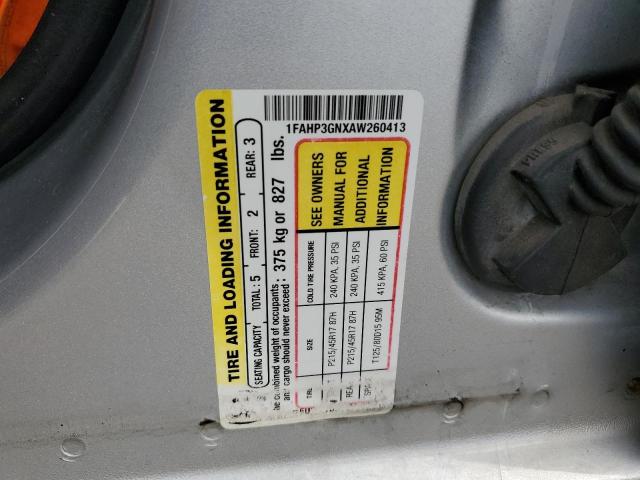 TIRE AND LOADING INFORMATION
SEATING CAPACITY TOTAL: 5 FRONT: 2 REAR: 3
combined weight of occupants
and cargo should never exceed: 375 kg or 827 lbs.
SIZE COLD TIRE PRESSURE SEE OWNERS
P215/45R17 87H 240 KPA, 35 PSI MANUAL FOR
P215/45R17 87H 240 KPA, 35 PSI ADDITIONAL
T125/80D15 95M 415 KPA, 60 PSI INFORMATION
1FAHP3GNXAW260413